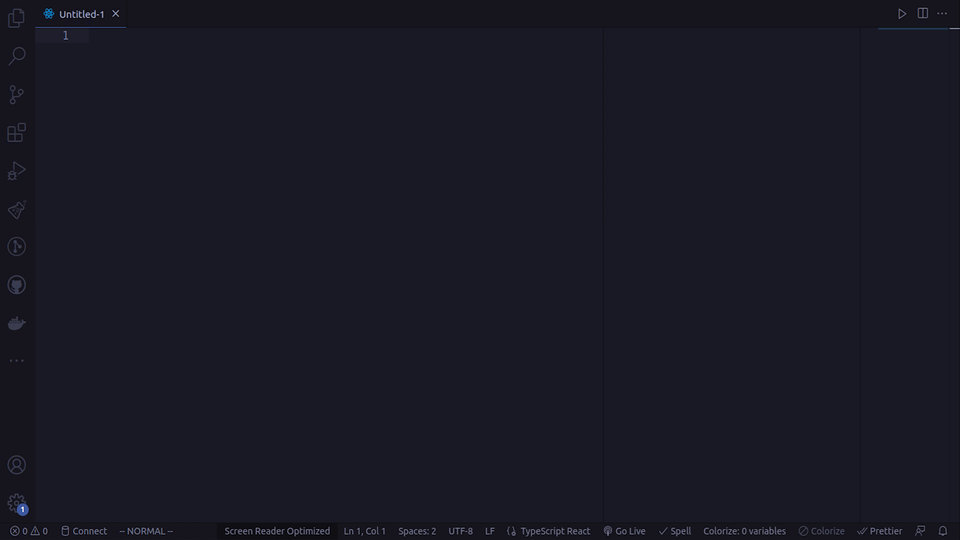 Untitled-1
1
1
0 0 Connect -- NORMAL -- Screen Reader Optimized Ln 1, Col 1 Spaces: 2 UTF-8 LF {} TypeScript React Go Live Spell Colorize: 0 variables Colorize Prettier